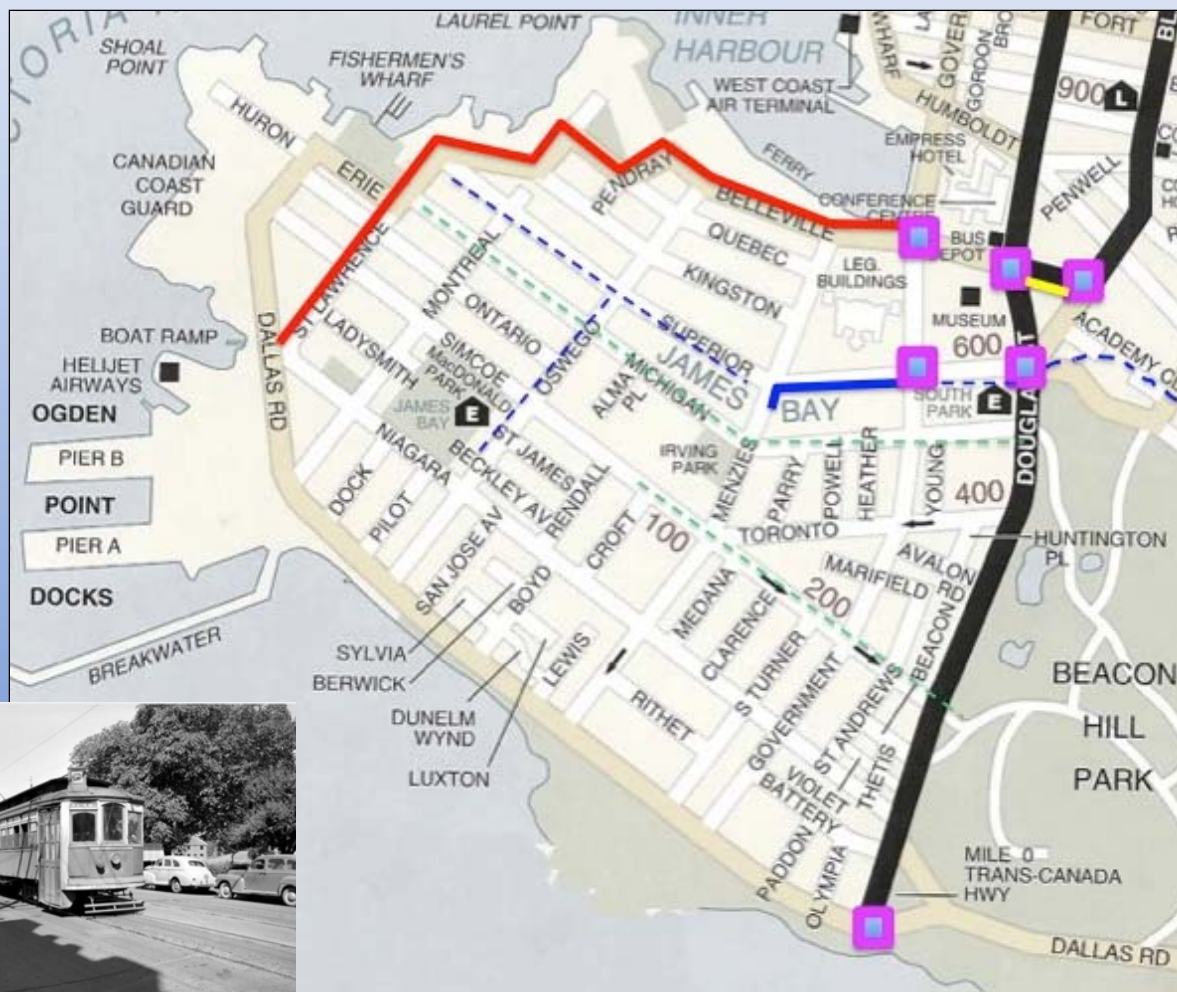 LAUREL POINT
INNER
HARBOUR
SHOAL
POINT
FISHERMEN'S
WHARF
WHARF
GORDON
FORT
WEST COAST
AIR TERMINAL
900
L
HURON
HUMBOLDT
EMPRESS
HOTEL
CANADIAN
COAST
GUARD
ERIE
PENDRAY
FERRY
PENWELL
BELLEVILLE
CONFERENCE
BUS
QUEBEC
LEG.
BUILDINGS
KINGSTON
MUSEUM
600
ST LAWRENCE
MONTREAL
ONTARIO
SUPERIOR
ACADEMY
BOAT RAMP
HELIJET
AIRWAYS
DALLAS RD
LADYSMITH
SIMCOE
MacDONALD
PARK
OSWEGO
MICHIGAN
JAMES
BAY
ALMA
PL
SOUTH
PARK
E
OGDEN
PIER B
POINT
PIER A
DOCKS
JAMES
BAY
E
NIAGARA
BECKLEY AV
ST JAMES
RENDALL
IRVING
PARK
MENZIES
PARRY
POWELL
HEATHER
YOUNG
400
DOCK
PILOT
CROFT
100
TORONTO
HUNTINGTON
PL
SAN JOSE AV
BOYD
MEDANA
CLARENCE
200
MARIFIELD
AVALON
RD
BEACON
BREAKWATER
SYLVIA
BERWICK
LEWIS
S TURNER
GOVERNMENT
ST ANDREWS
DUNELM
WYND
LUXTON
RITHET
VIOLET
BATTERY
THETIS
BEACON
HILL
PARK
PADDON
OLYMPIA
MILE 0
TRANS-CANADA
HWY
DALLAS RD